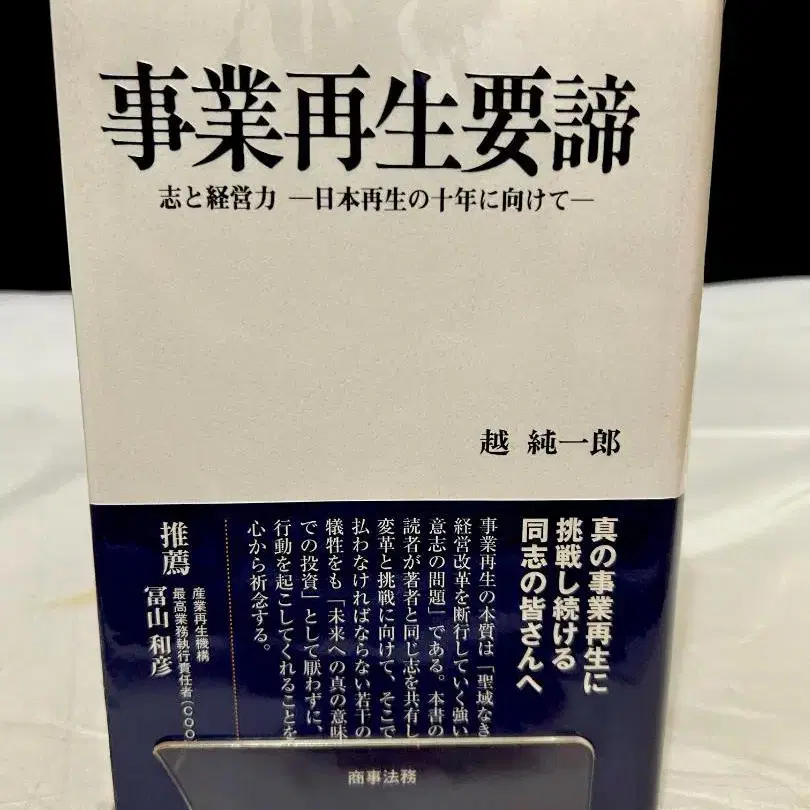 事業再生要諦
志と経営力 ─日本再生の十年に向けて─
越 純一郎
真の事業再生に
挑戦し続ける
同志の皆さんへ
事業再生の本質は「聖域なき
経営改革を断行していく強い
意志の問題」である。本書の
読者が著者と同じ志を共有し、
変革と挑戦に向けて、そこで
払わなければならない若干の
犠牲をも「未来への真の意味
での投資」として厭わずに、
行動を起こしてくれることを
心から祈念する。
推薦
産業再生機構
最高業務執行責任者(COO)
冨山 和彦
商事法務